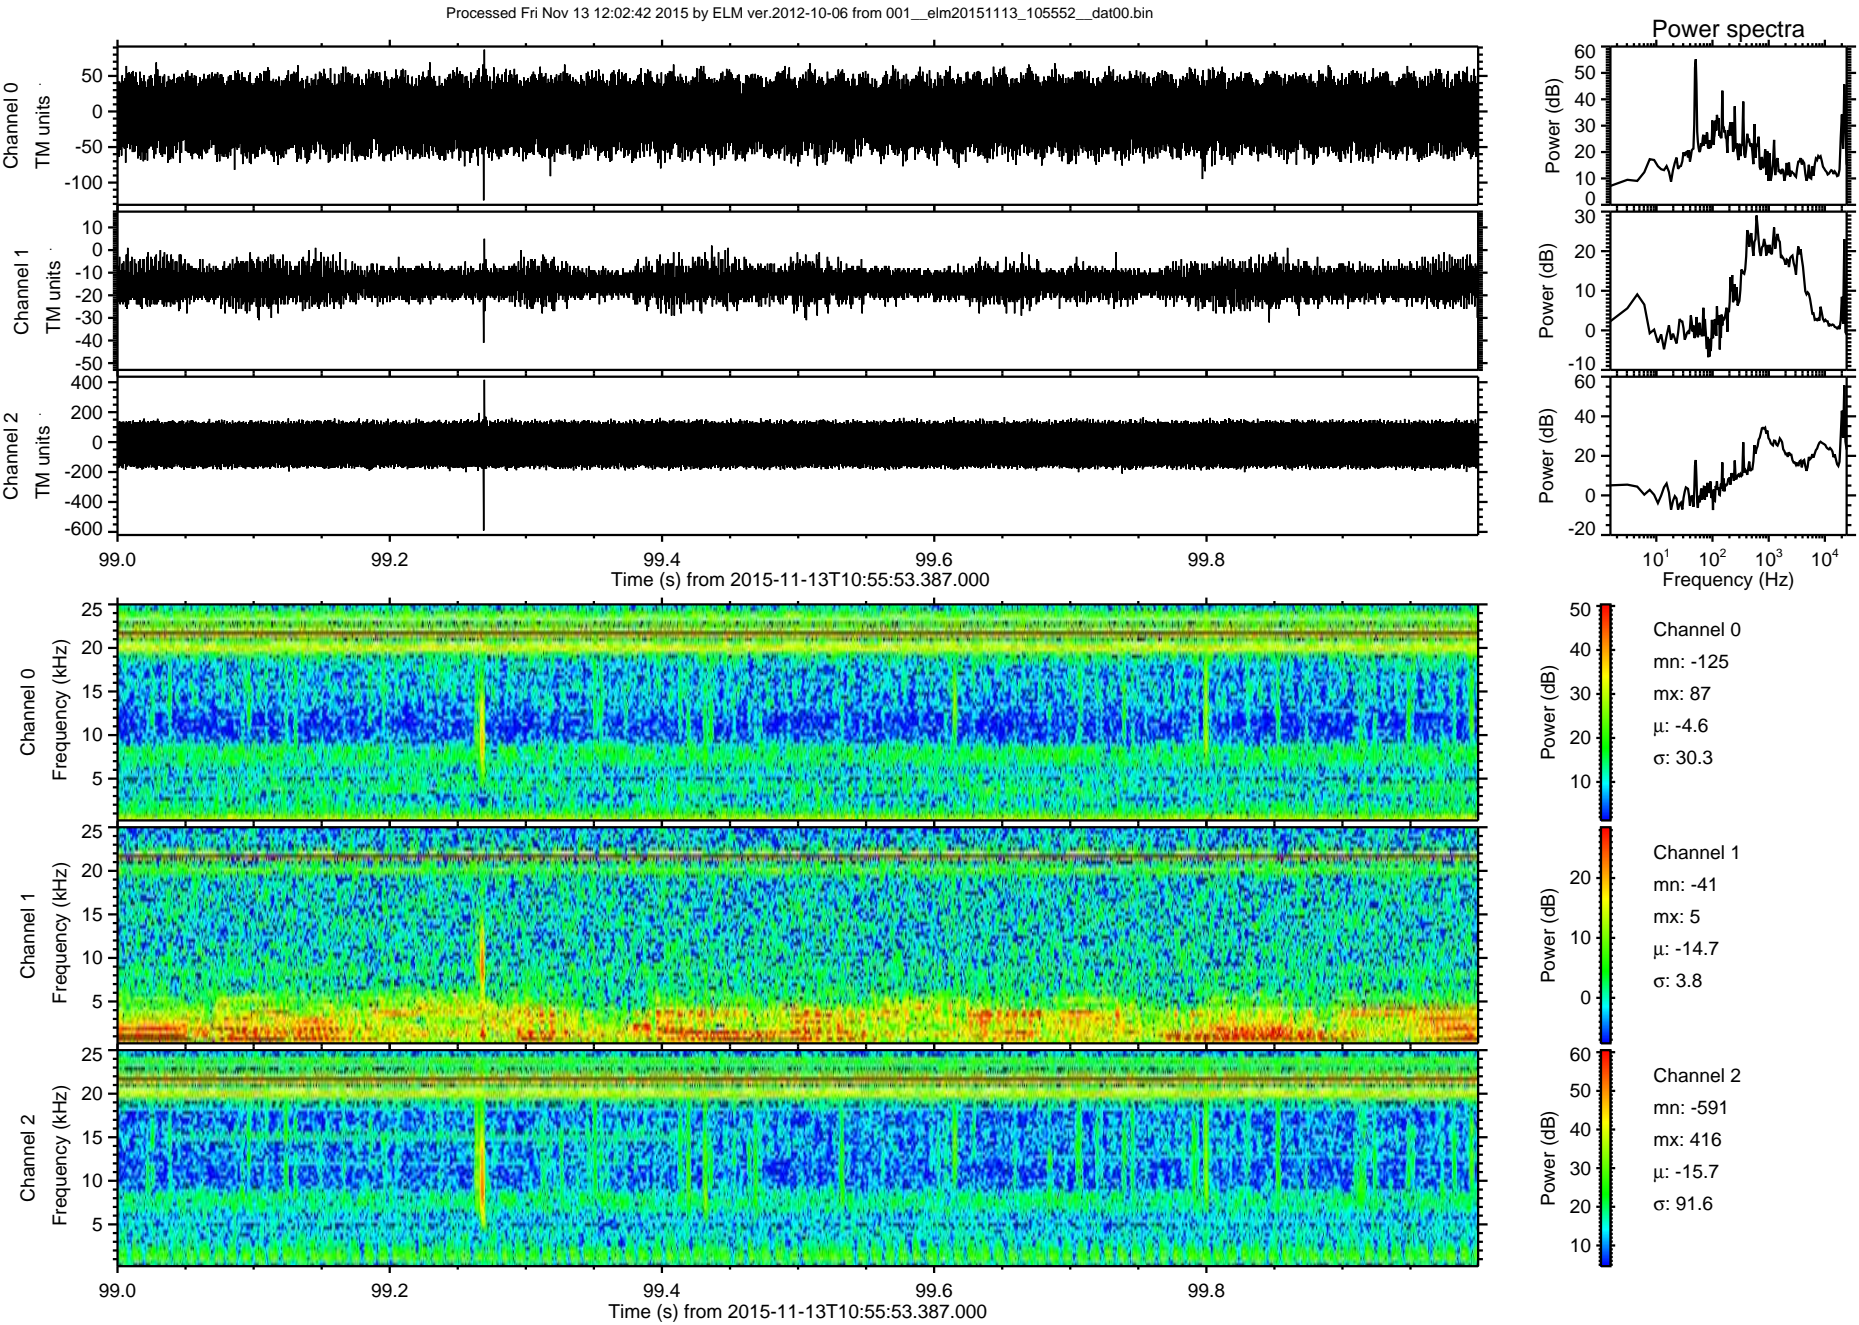 Processed Fri Nov 13 12:02:42 2015 by ELM ver.2012-10-06 from 001__elm20151113_105552__dat00.bin
Power spectra
Channel 0
TM units
50
0
-50
-100
Power (dB)
60
50
40
30
20
10
0
Channel 1
TM units
10
0
-10
-20
-30
-40
-50
Power (dB)
30
20
10
0
-10
Channel 2
TM units
400
200
0
-200
-400
-600
Power (dB)
60
40
20
0
-20
99.0 99.2 99.4 99.6 99.8
Time (s) from 2015-11-13T10:55:53.387.000
10¹ 10² 10³ 10⁴
Frequency (Hz)
Channel 0
Frequency (kHz)
25
20
15
10
5
Power (dB)
50
40
30
20
10
Channel 0
mn: -125
mx: 87
μ: -4.6
σ: 30.3
Channel 1
Frequency (kHz)
25
20
15
10
5
Power (dB)
20
10
0
Channel 1
mn: -41
mx: 5
μ: -14.7
σ: 3.8
Channel 2
Frequency (kHz)
25
20
15
10
5
Power (dB)
60
50
40
30
20
10
Channel 2
mn: -591
mx: 416
μ: -15.7
σ: 91.6
99.0 99.2 99.4 99.6 99.8
Time (s) from 2015-11-13T10:55:53.387.000